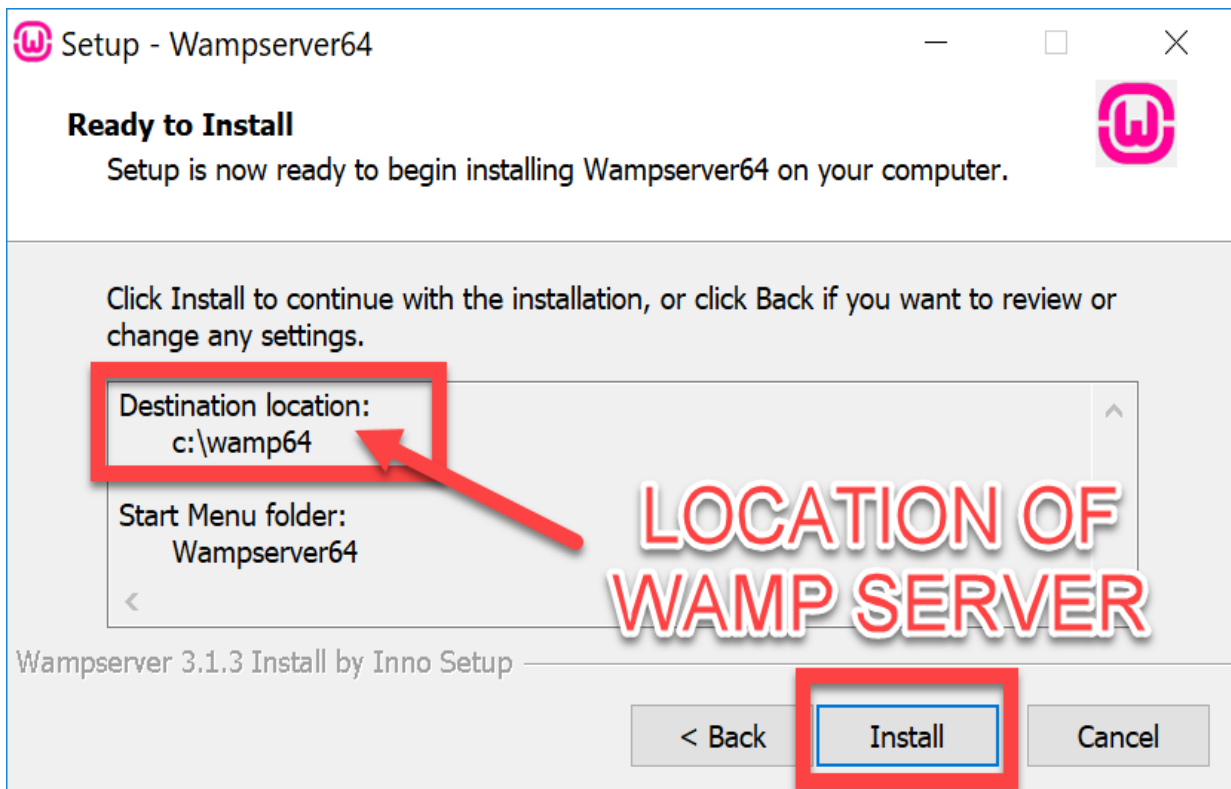 Setup - Wampserver64
Ready to Install
Setup is now ready to begin installing Wampserver64 on your computer.
Click Install to continue with the installation, or click Back if you want to review or
change any settings.
Destination location:
c:\wamp64
Start Menu folder:
Wampserver64
LOCATION OF
WAMP SERVER
Wampserver 3.1.3 Install by Inno Setup
< Back
Install
Cancel